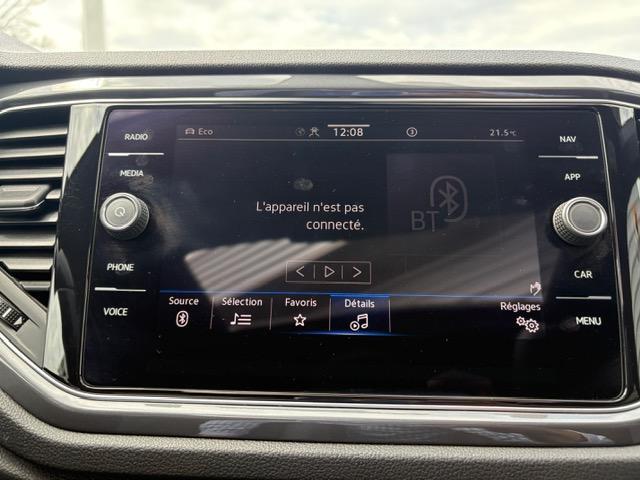 RADIO
MEDIA
PHONE
VOICE
Eco
12:08
21.5°C
L'appareil n'est pas
connecté.
BT
Source
Sélection
Favoris
Détails
Réglages
NAV
APP
CAR
MENU